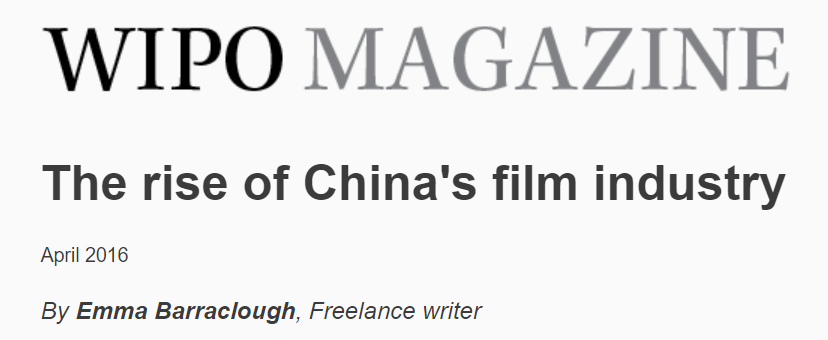 WIPO MAGAZINE
The rise of China's film industry
April 2016
By Emma Barraclough, Freelance writer